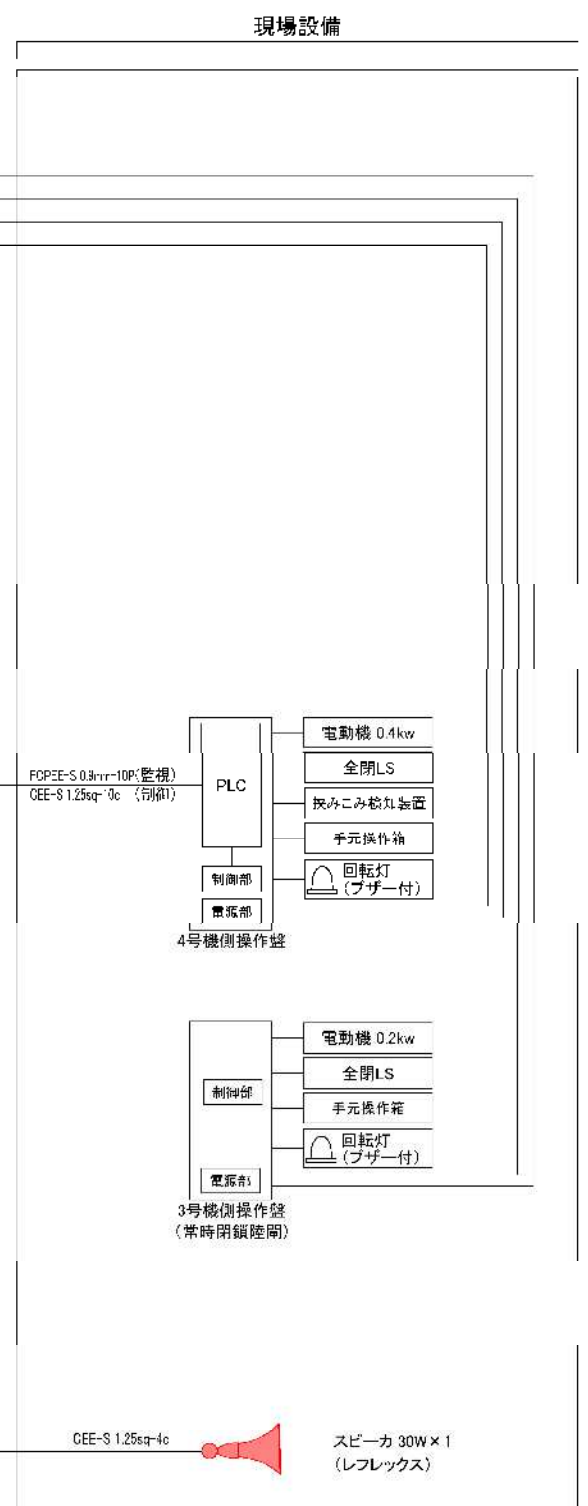 現場設備
電動機 0.4kw
全閉LS
FCPEE-S 0.9mm-10P(監視)
CEE-S 1.25sq-10c (制御)
PLC
挟みこみ検知装置
手元操作箱
制御部
回転灯
(ブザー付)
電源部
4号機側操作盤
電動機 0.2kw
全閉LS
制御部
手元操作箱
回転灯
(ブザー付)
電源部
3号機側操作盤
(常時閉鎖陸閘)
CEE-S 1.25sq-4c
スピーカ 30W×1
(レフレックス)